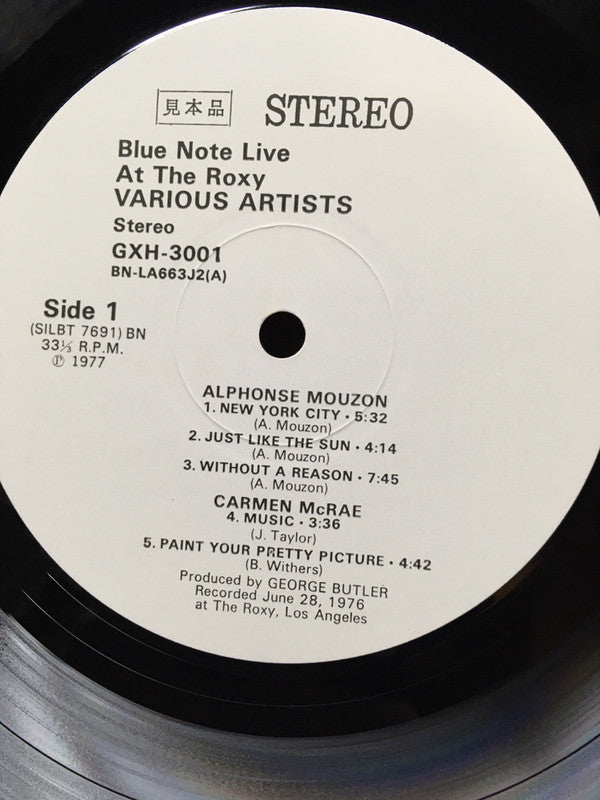 見本品 STEREO
Blue Note Live
At The Roxy
VARIOUS ARTISTS
Stereo
GXH-3001
BN-LA663J2(A)
Side 1
(SILBT 7691) BN
33⅓ R.P.M.
℗ 1977
ALPHONSE MOUZON
1. NEW YORK CITY • 5:32
(A. Mouzon)
2. JUST LIKE THE SUN • 4:14
(A. Mouzon)
3. WITHOUT A REASON • 7:45
(A. Mouzon)
CARMEN McRAE
4. MUSIC • 3:36
(J. Taylor)
5. PAINT YOUR PRETTY PICTURE • 4:42
(B. Withers)
Produced by GEORGE BUTLER
Recorded June 28, 1976
at The Roxy, Los Angeles